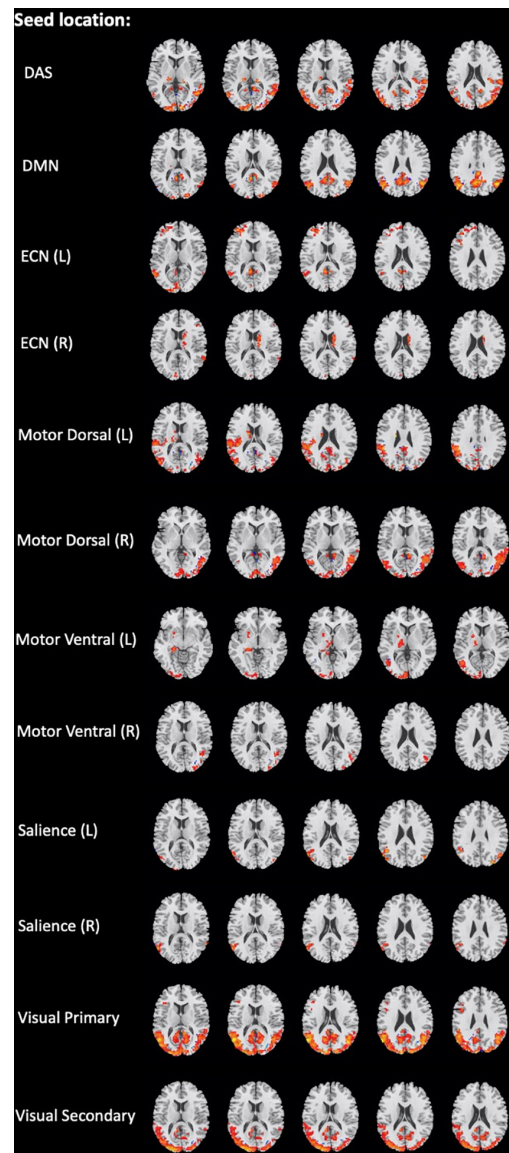 Seed location:
DAS
DMN
ECN (L)
ECN (R)
Motor Dorsal (L)
Motor Dorsal (R)
Motor Ventral (L)
Motor Ventral (R)
Salience (L)
Salience (R)
Visual Primary
Visual Secondary